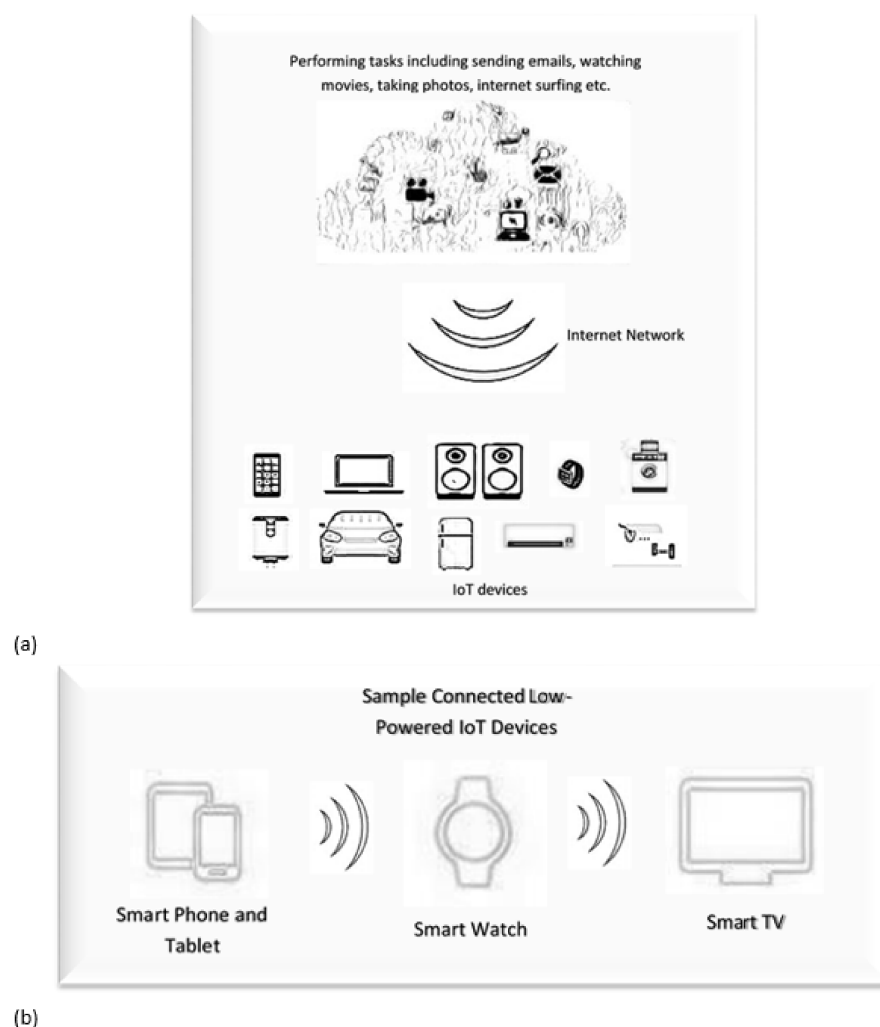 Performing tasks including sending emails, watching
movies, taking photos, internet surfing etc.
Internet Network
IoT devices
(a)
Sample Connected Low-
Powered IoT Devices
Smart Phone and
Tablet
Smart Watch
Smart TV
(b)